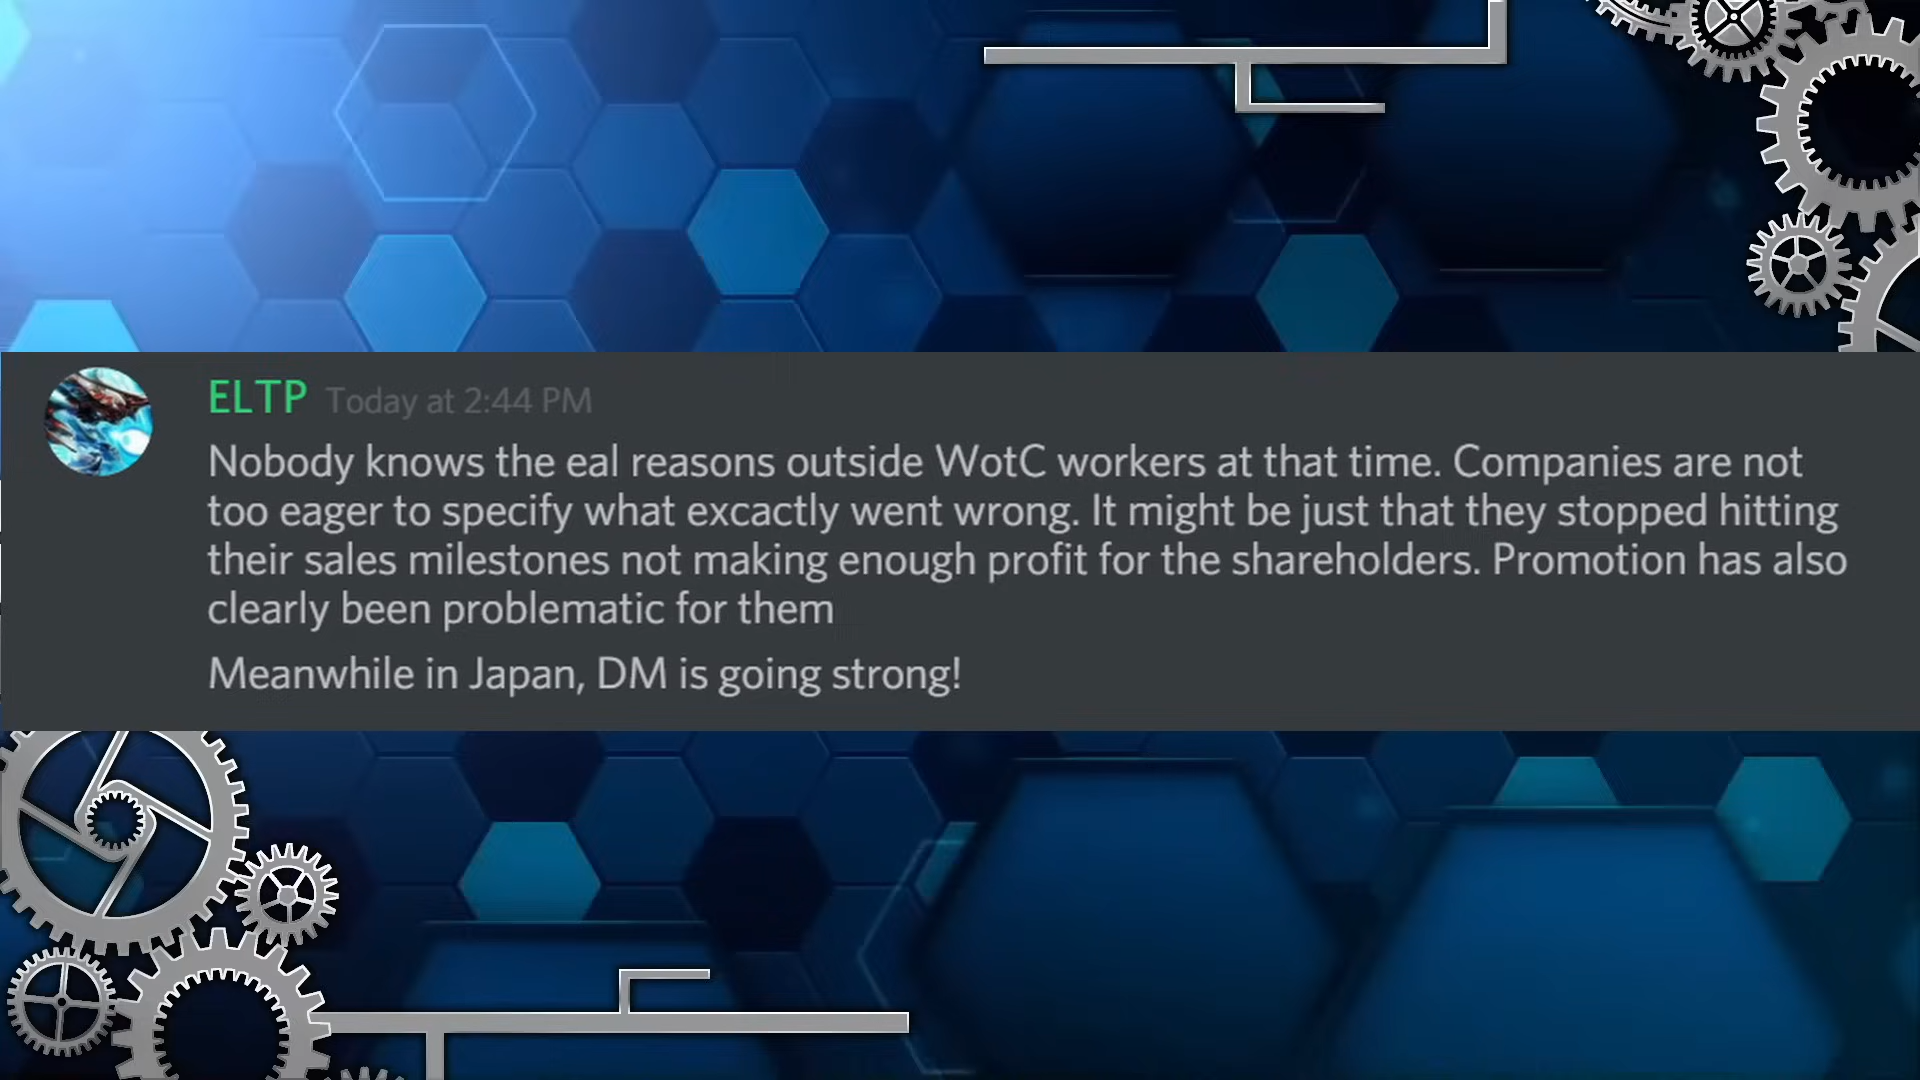 ELTP Today at 2:44 PM
Nobody knows the eal reasons outside WotC workers at that time. Companies are not
too eager to specify what excactly went wrong. It might be just that they stopped hitting
their sales milestones not making enough profit for the shareholders. Promotion has also
clearly been problematic for them
Meanwhile in Japan, DM is going strong!